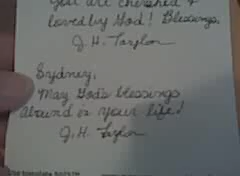 you are cherished &
loved by God! Blessings,
J. H. Taylor
Sydney,
May God's blessings
abound in your life!
J. H. Taylor